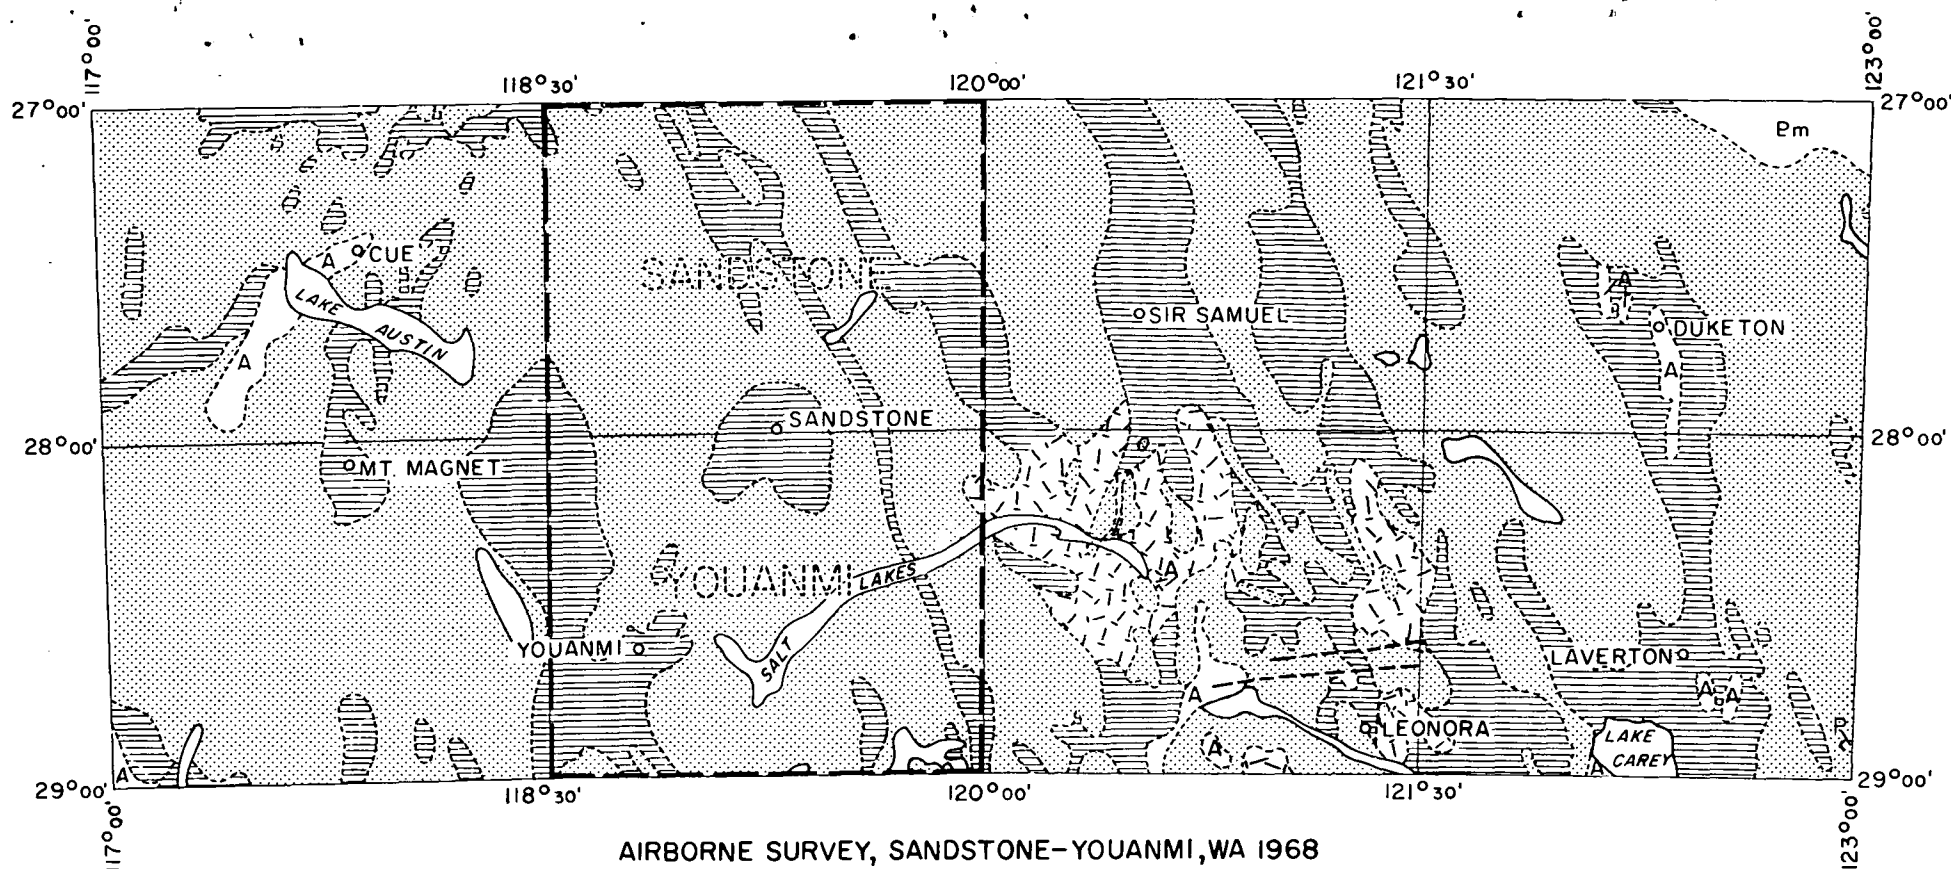 117°00'
118°30'
120°00'
121°30'
123°00'
27°00'
27°00'
Pm
CUE
A
LAKE AUSTIN
A
SANDSTONE
SIR SAMUEL
A
B
DUKETON
A
SANDSTONE
28°00'
28°00'
MT. MAGNET
Q
YOUANMI
LAKES
A
SALT
YOUANMI
LAVERTON
A
A
A
B
LEONORA
A
LAKE
CAREY
P
A
A
29°00'
29°00'
117°00'
118°30'
120°00'
121°30'
123°00'
AIRBORNE SURVEY, SANDSTONE-YOUANMI, WA 1968